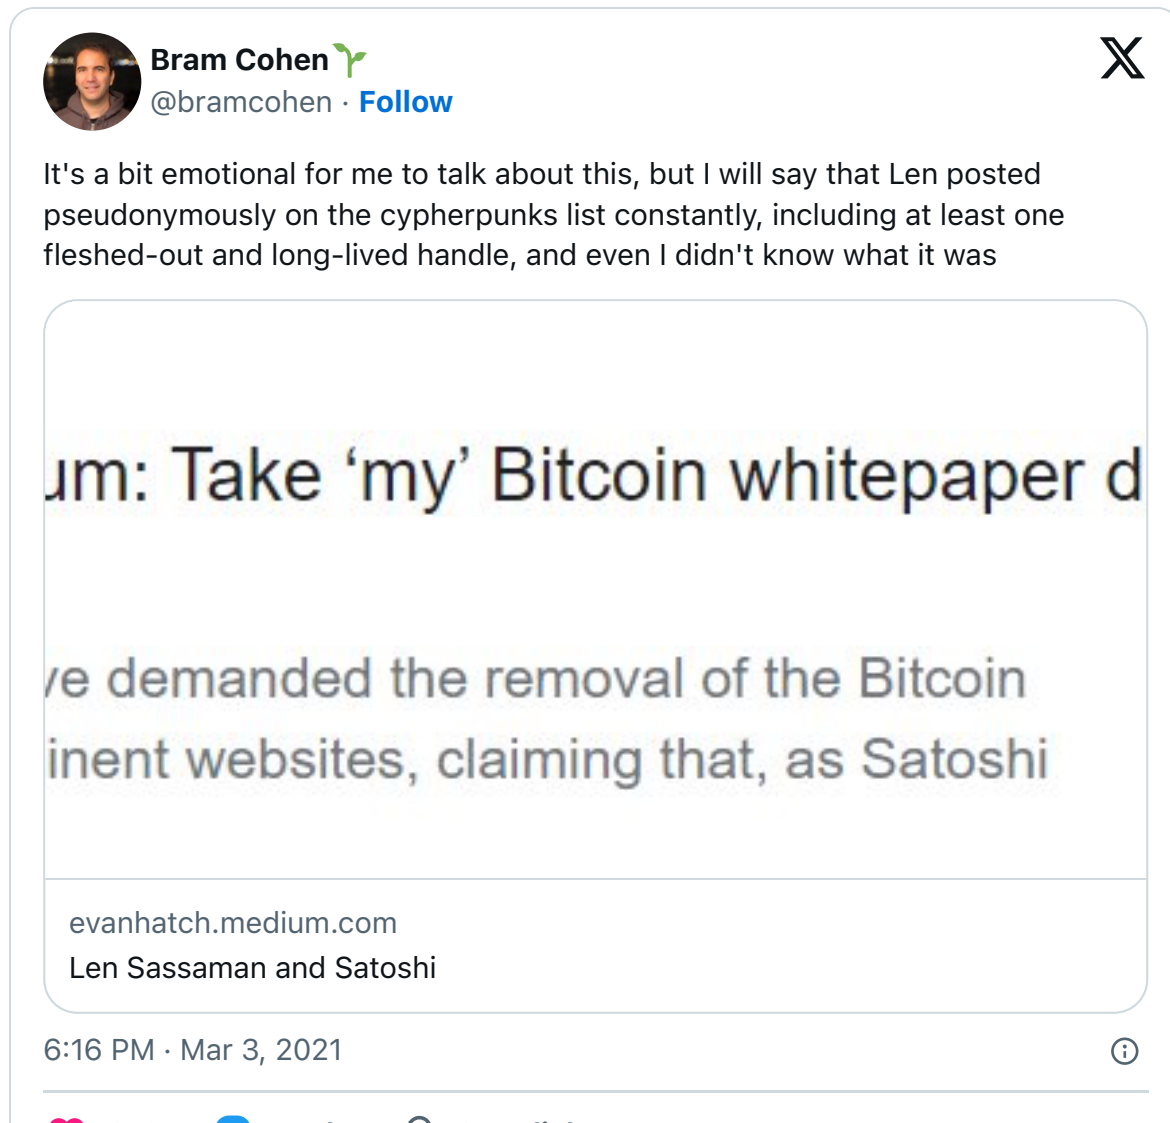 Bram Cohen
@bramcohen · Follow
It's a bit emotional for me to talk about this, but I will say that Len posted
pseudonymously on the cypherpunks list constantly, including at least one
fleshed-out and long-lived handle, and even I didn't know what it was
um: Take ‘my’ Bitcoin whitepaper d
ve demanded the removal of the Bitcoin
inent websites, claiming that, as Satoshi
evanhatch.medium.com
Len Sassaman and Satoshi
6:16 PM · Mar 3, 2021